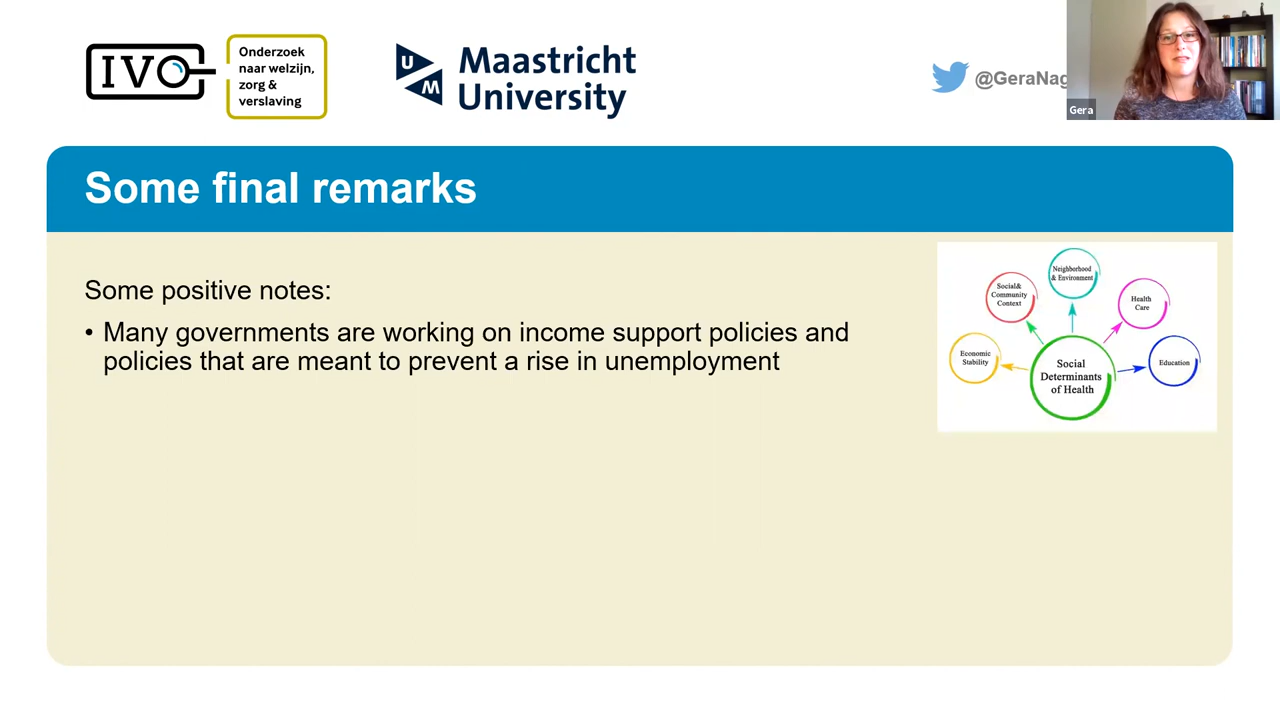 IVO
Onderzoek
naar welzijn,
zorg &
verslaving
UM
Maastricht
University
@GeraNag
Gera
Some final remarks
Some positive notes:
• Many governments are working on income support policies and
policies that are meant to prevent a rise in unemployment
Neighborhood
& Environment
Social&
Community
Context
Health
Care
Economic
Stability
Education
Social
Determinants
of Health